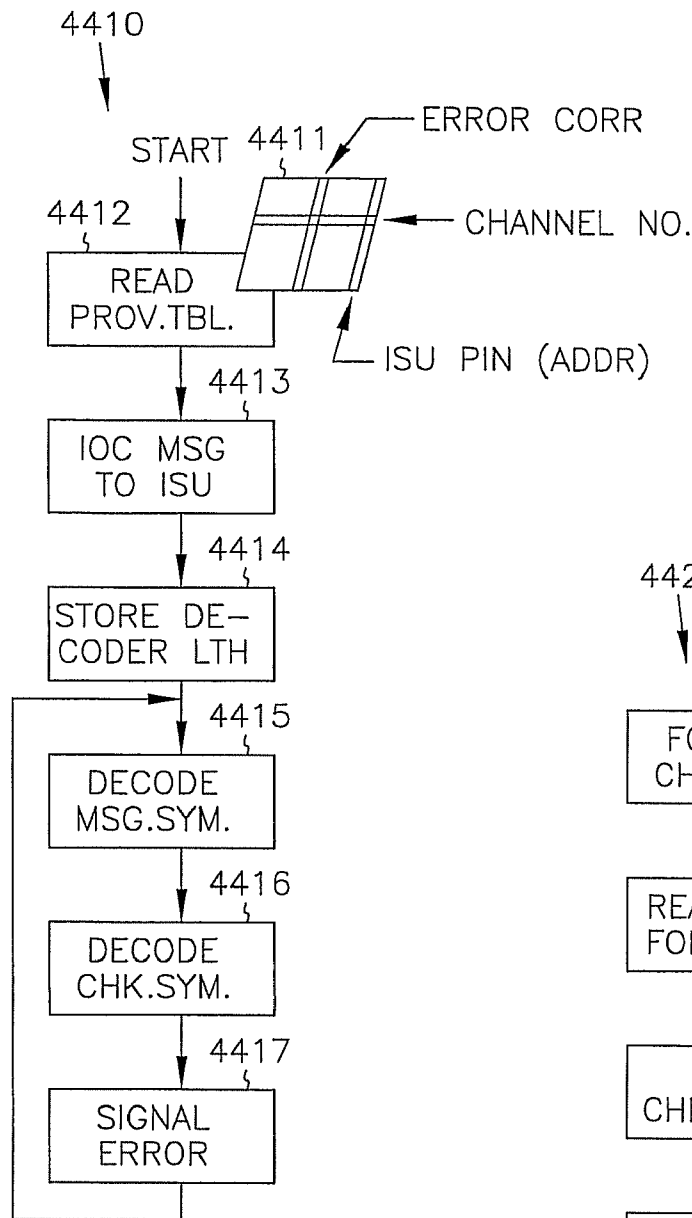 4410
START
4411
ERROR CORR
CHANNEL NO.
ISU PIN (ADDR)
4412
READ
PROV.TBL.
4413
IOC MSG
TO ISU
4414
STORE DE-
CODER LTH
4415
DECODE
MSG.SYM.
4416
DECODE
CHK.SYM.
4417
SIGNAL
ERROR